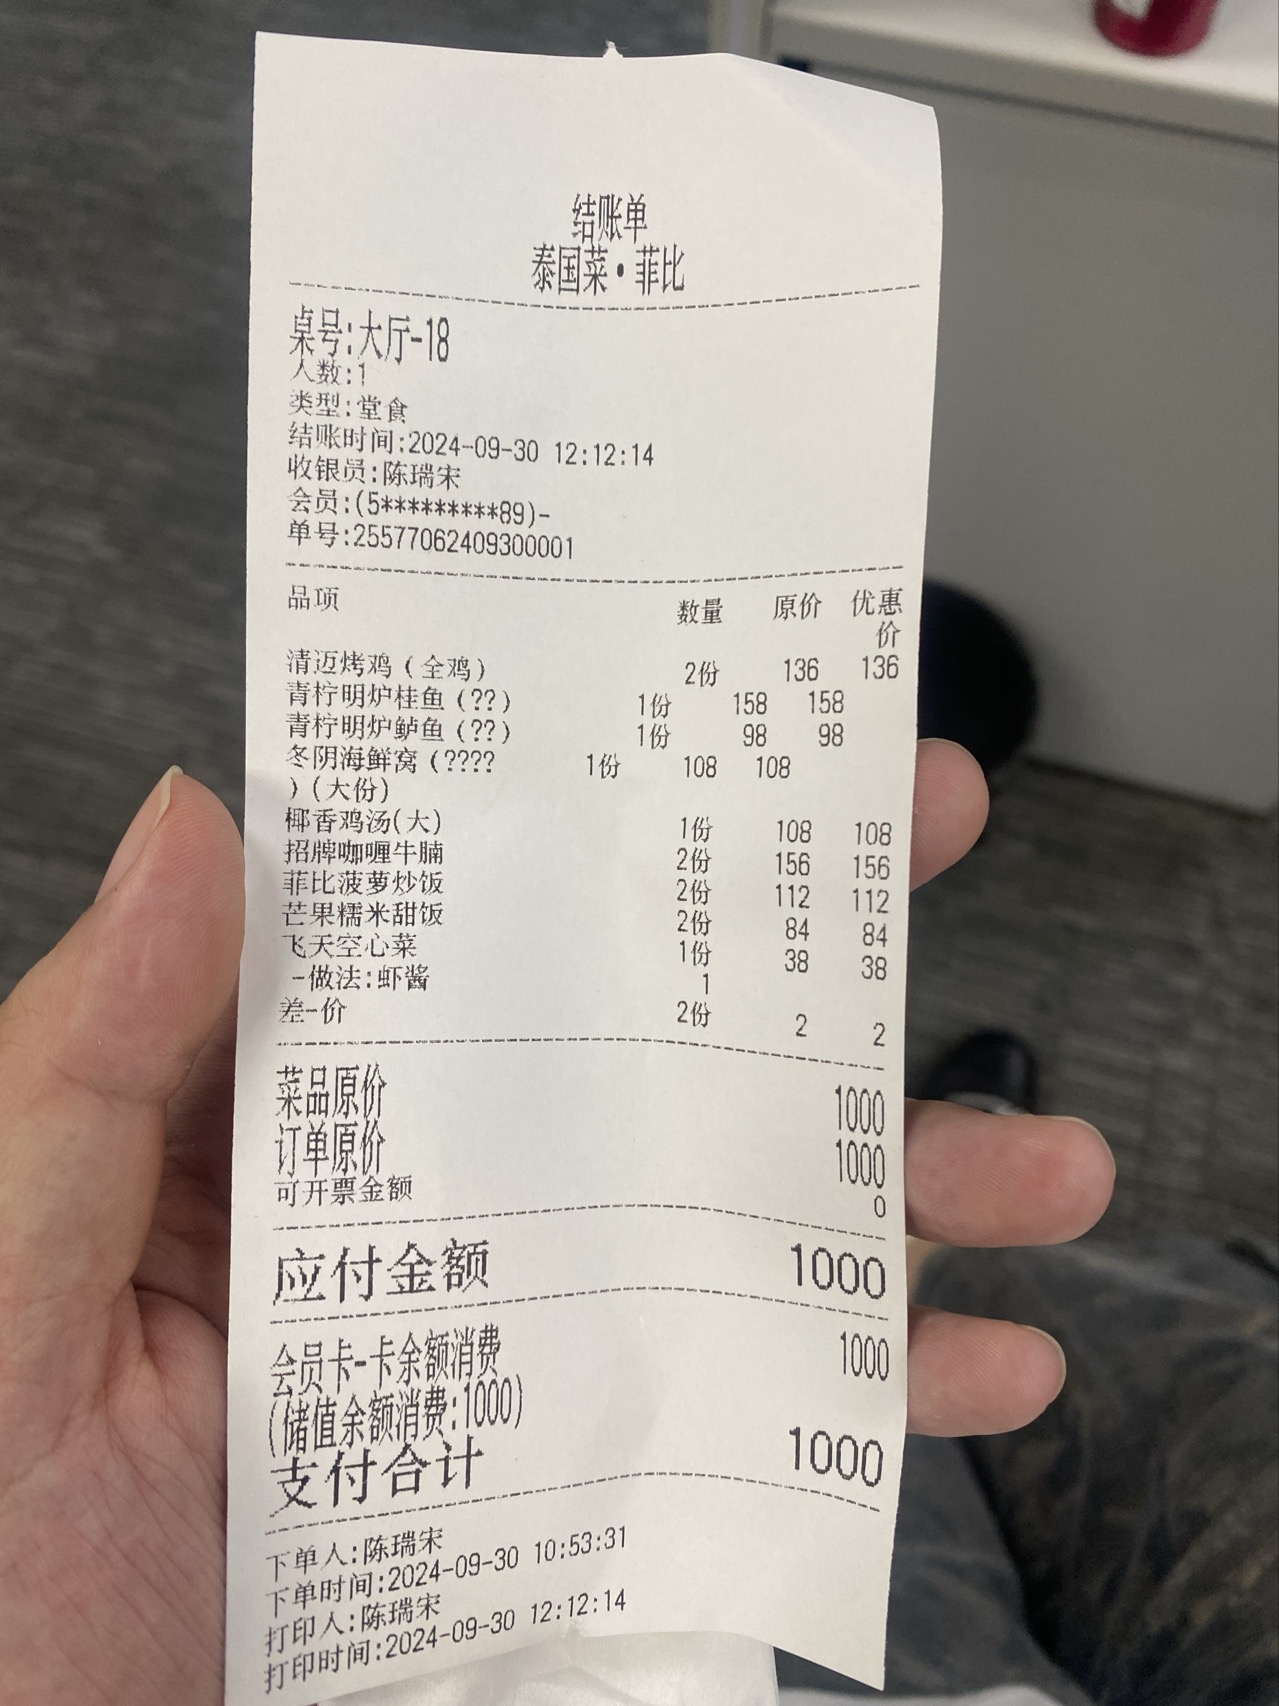 结账单
泰国菜•菲比
桌号:大厅-18
人数:1
类型:堂食
结账时间:2024-09-30 12:12:14
收银员:陈瑞宋
会员:(5*********89)-
单号:25577062409300001
品项 数量 原价 优惠
价
清迈烤鸡（全鸡） 2份 136 136
青柠明炉桂鱼（??） 1份 158 158
青柠明炉鲈鱼（??） 1份 98 98
冬阴海鲜窝（???? 1份 108 108
）(大份)
椰香鸡汤(大) 1份 108 108
招牌咖喱牛腩 2份 156 156
菲比菠萝炒饭 2份 112 112
芒果糯米甜饭 2份 84 84
飞天空心菜 1份 38 38
-做法:虾酱 1
差-价 2份 2 2
菜品原价 1000
订单原价 1000
可开票金额 0
应付金额 1000
会员卡-卡余额消费 1000
(储值余额消费:1000)
支付合计 1000
下单人:陈瑞宋
下单时间:2024-09-30 10:53:31
打印人:陈瑞宋
打印时间:2024-09-30 12:12:14